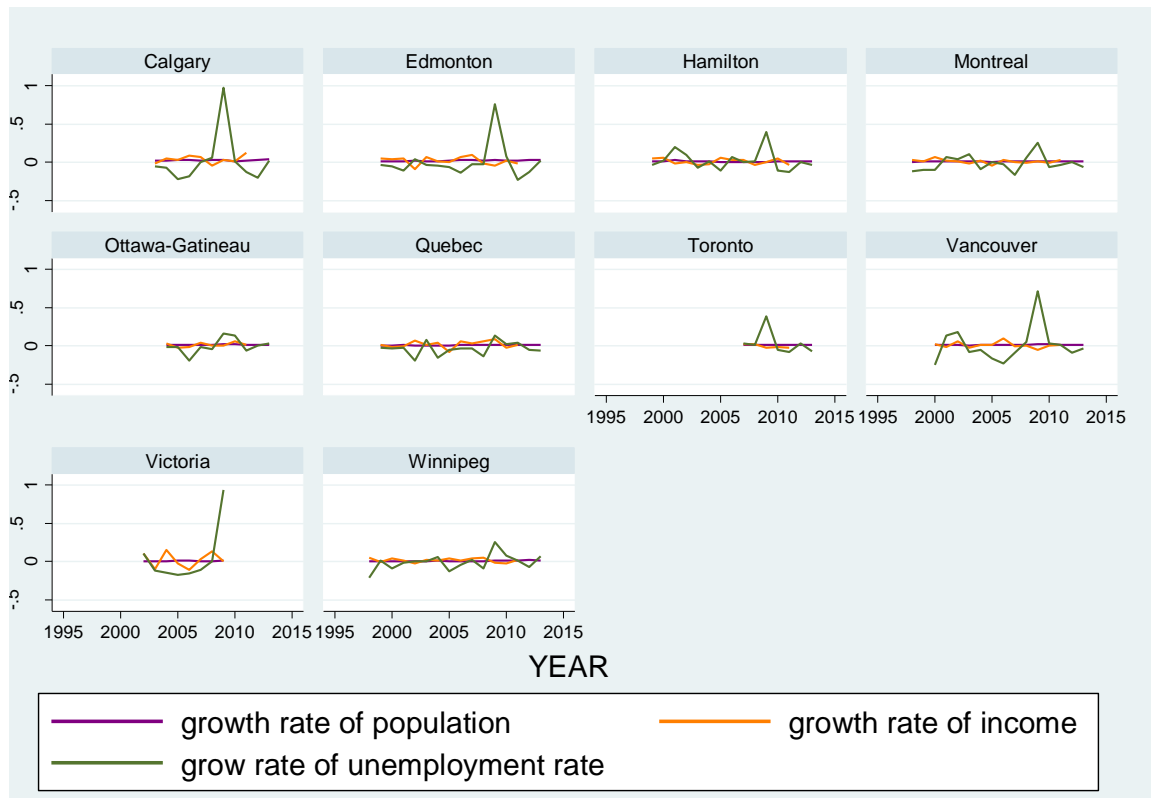 Calgary Edmonton Hamilton Montreal
1
.5
0
-.5
Ottawa-Gatineau Quebec Toronto Vancouver
1
.5
0
-.5
1995 2000 2005 2010 2015 1995 2000 2005 2010 2015
Victoria Winnipeg
1
.5
0
-.5
1995 2000 2005 2010 2015 1995 2000 2005 2010 2015
YEAR
growth rate of population growth rate of income
grow rate of unemployment rate